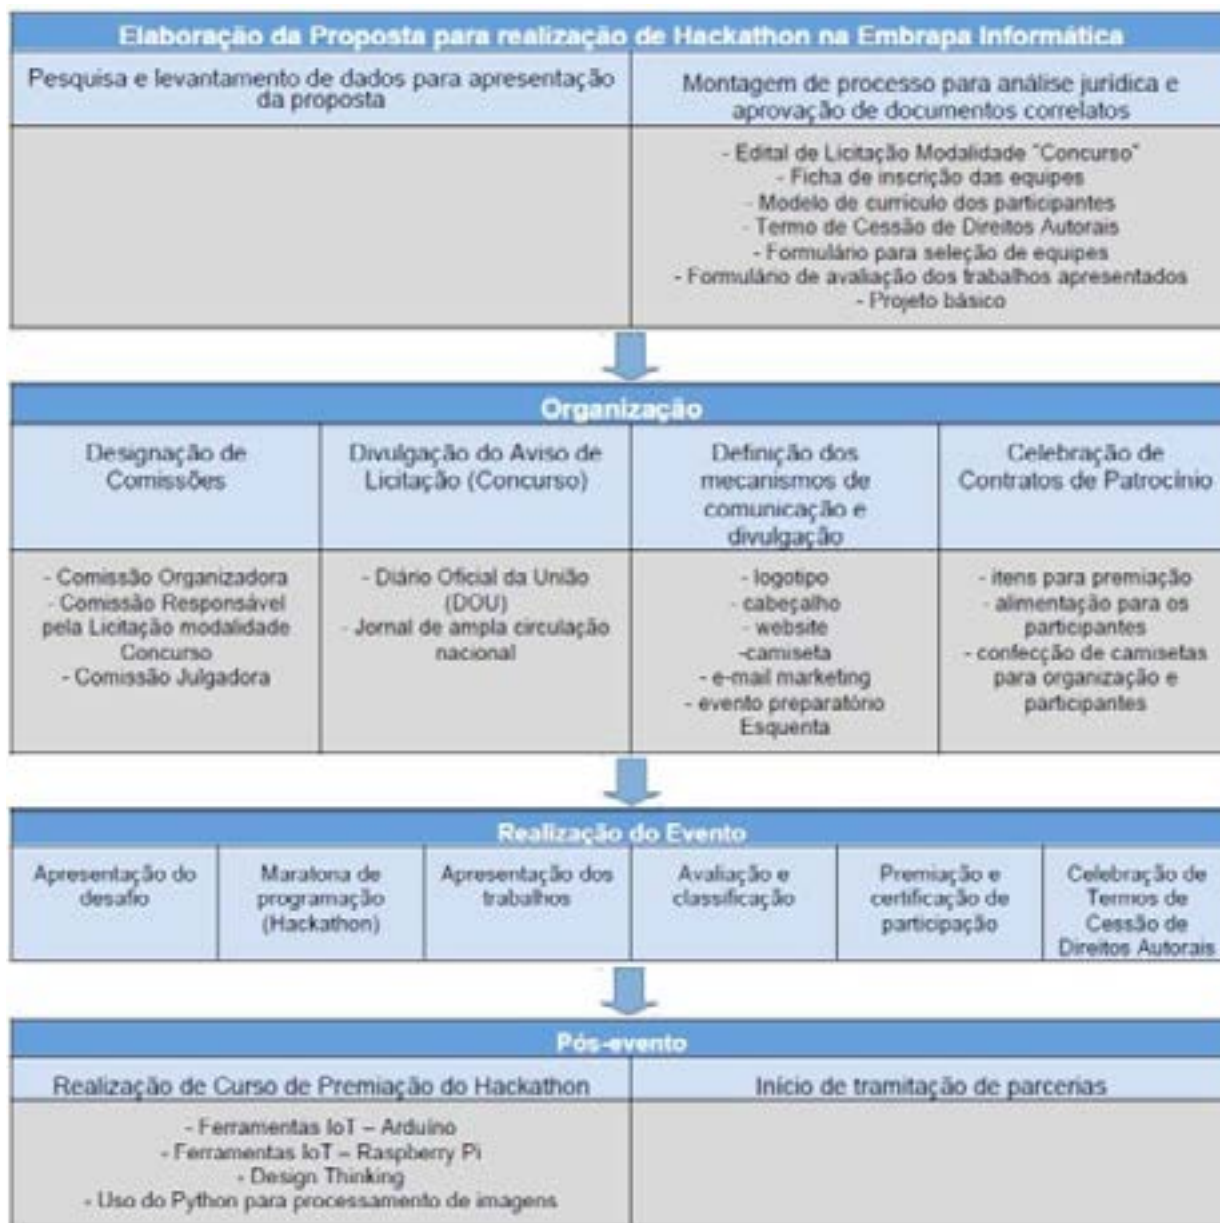 Elaboração da Proposta para realização de Hackathon na Embrapa Informática
Pesquisa e levantamento de dados para apresentação
da proposta
Montagem de processo para análise jurídica e
aprovação de documentos correlatos
- Edital de Licitação Modalidade "Concurso"
- Ficha de inscrição das equipes
- Modelo de currículo dos participantes
- Termo de Cessão de Direitos Autorais
- Formulário para seleção de equipes
- Formulário de avaliação dos trabalhos apresentados
- Projeto básico
Organização
Designação de
Comissões
- Comissão Organizadora
- Comissão Responsável
pela Licitação modalidade
Concurso
- Comissão Julgadora
Divulgação do Aviso de
Licitação (Concurso)
- Diário Oficial da União
(DOU)
- Jornal de ampla circulação
nacional
Definição dos
mecanismos de
comunicação e
divulgação
- logotipo
- cabeçalho
- website
-camiseta
- e-mail marketing
- evento preparatório
Esquenta
Celebração de
Contratos de Patrocínio
- itens para premiação
- alimentação para os
participantes
- confecção de camisetas
para organização e
participantes
Realização do Evento
Apresentação do
desafio
Maratona de
programação
(Hackathon)
Apresentação dos
trabalhos
Avaliação e
classificação
Premiação e
certificação de
participação
Celebração de
Termos de
Cessão de
Direitos Autorais
Pós-evento
Realização de Curso de Premiação do Hackathon
- Ferramentas IoT – Arduíno
- Ferramentas IoT – Raspberry Pi
- Design Thinking
- Uso do Python para processamento de imagens
Início de tramitação de parcerias